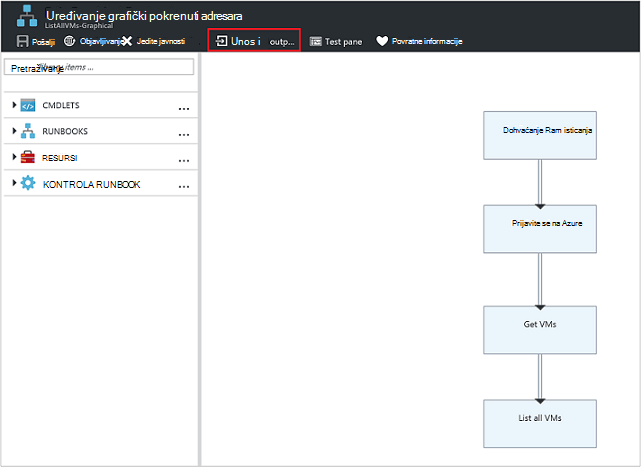 Uređivanje grafički pokrenuti adresara
ListAllVMs-Graphical
Pošalji Objavljivanje Jedite javnosti Unos i outp... Test pane Povratne informacije
Pretraživanje items ...
CMDLETS ...
RUNBOOKS ...
RESURSI ...
KONTROLA RUNBOOK ...
Dohvaćanje Ram isticanja
Prijavite se na Azure
Get VMs
List all VMs